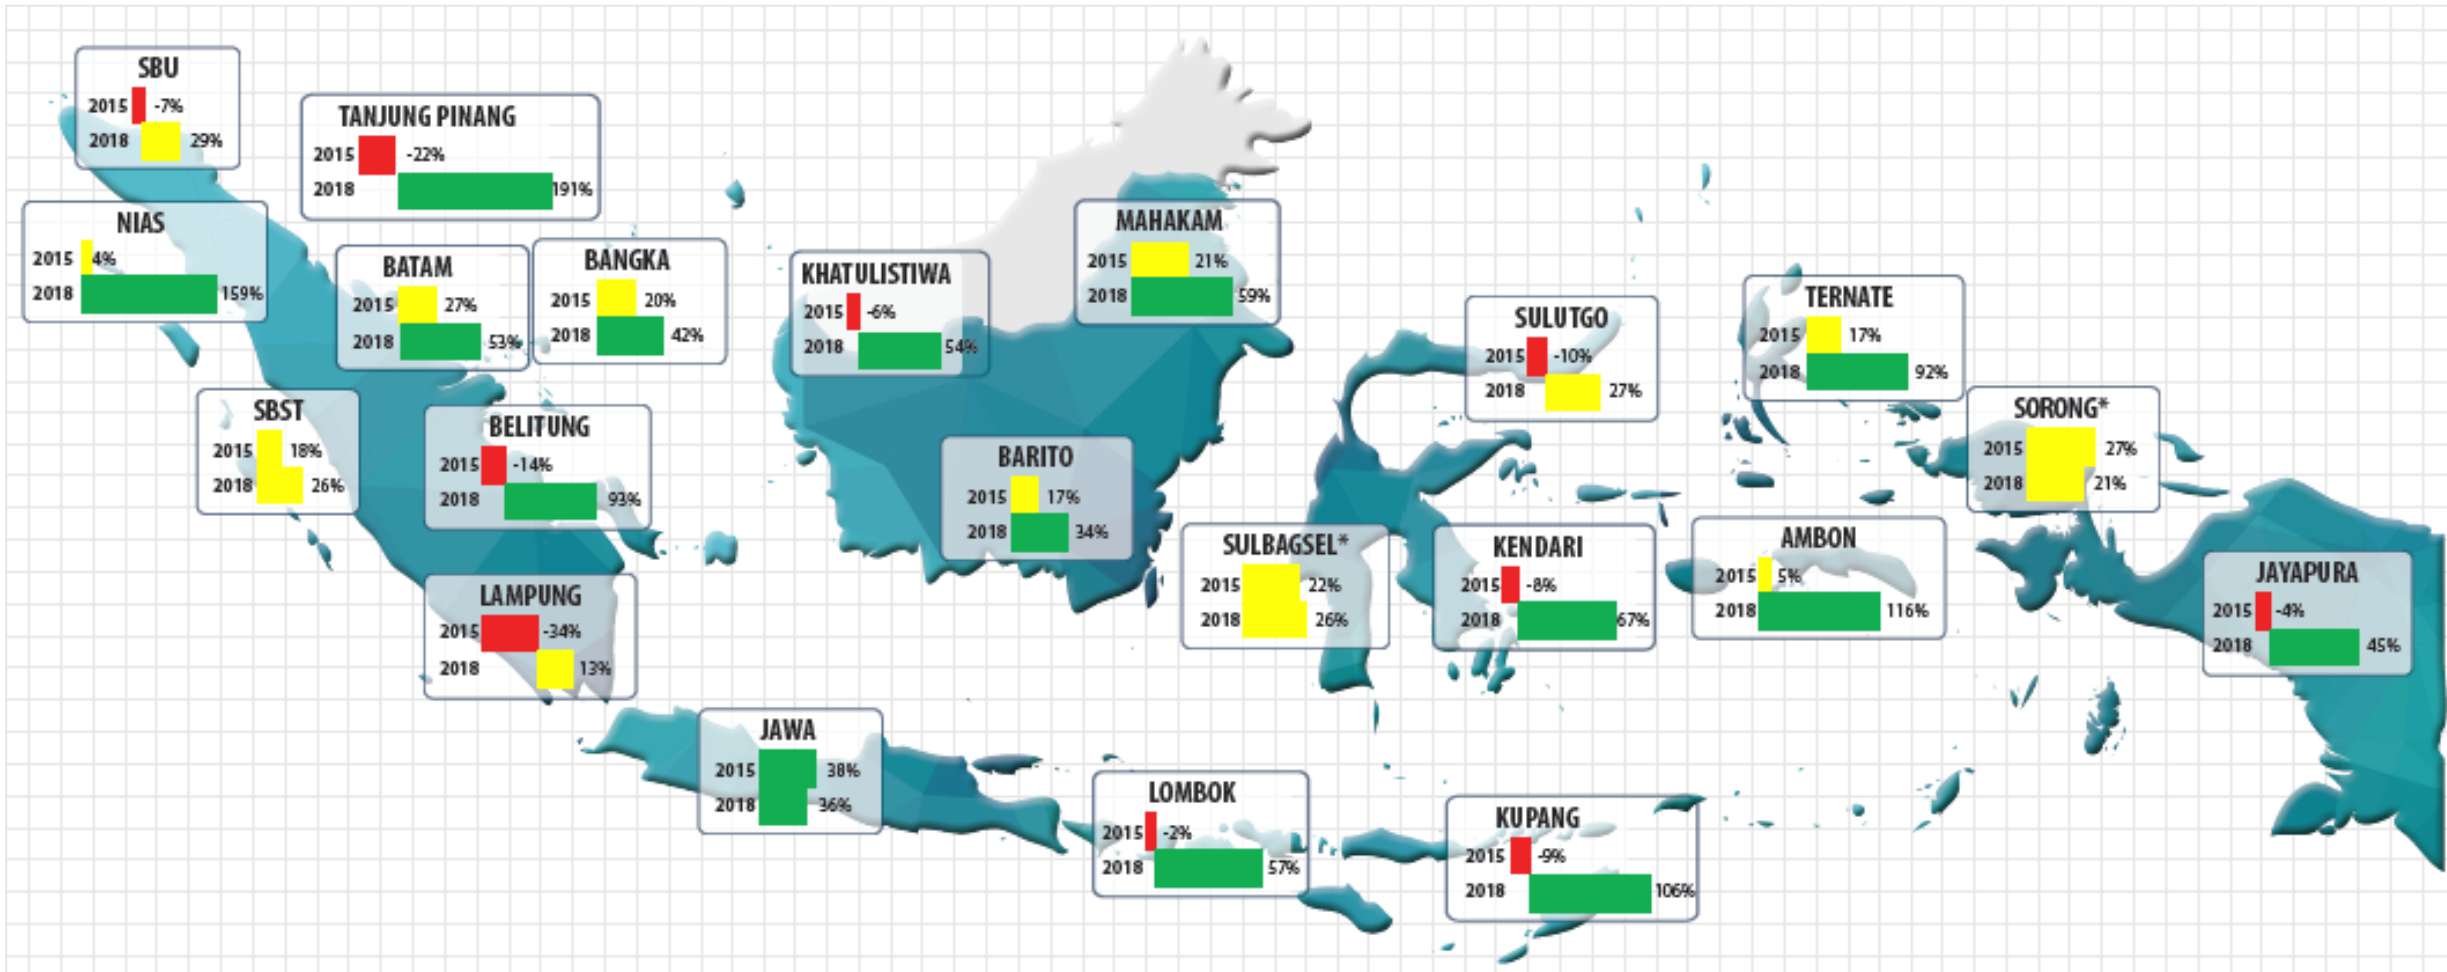 SBU
2015 -7%
2018 29%
TANJUNG PINANG
2015 -22%
2018 191%
NIAS
2015 4%
2018 159%
BATAM
2015 27%
2018 53%
BANGKA
2015 20%
2018 42%
KHATULISTIWA
2015 -6%
2018 54%
MAHAKAM
2015 21%
2018 59%
SULUTGO
2015 -10%
2018 27%
TERNATE
2015 17%
2018 92%
SBST
2015 18%
2018 26%
BELITUNG
2015 -14%
2018 93%
BARITO
2015 17%
2018 34%
SORONG*
2015 27%
2018 21%
SULBAGSEL*
2015 22%
2018 26%
KENDARI
2015 -8%
2018 67%
AMBON
2015 5%
2018 116%
JAYAPURA
2015 -4%
2018 45%
LAMPUNG
2015 -34%
2018 13%
JAWA
2015 38%
2018 36%
LOMBOK
2015 -2%
2018 57%
KUPANG
2015 -9%
2018 106%